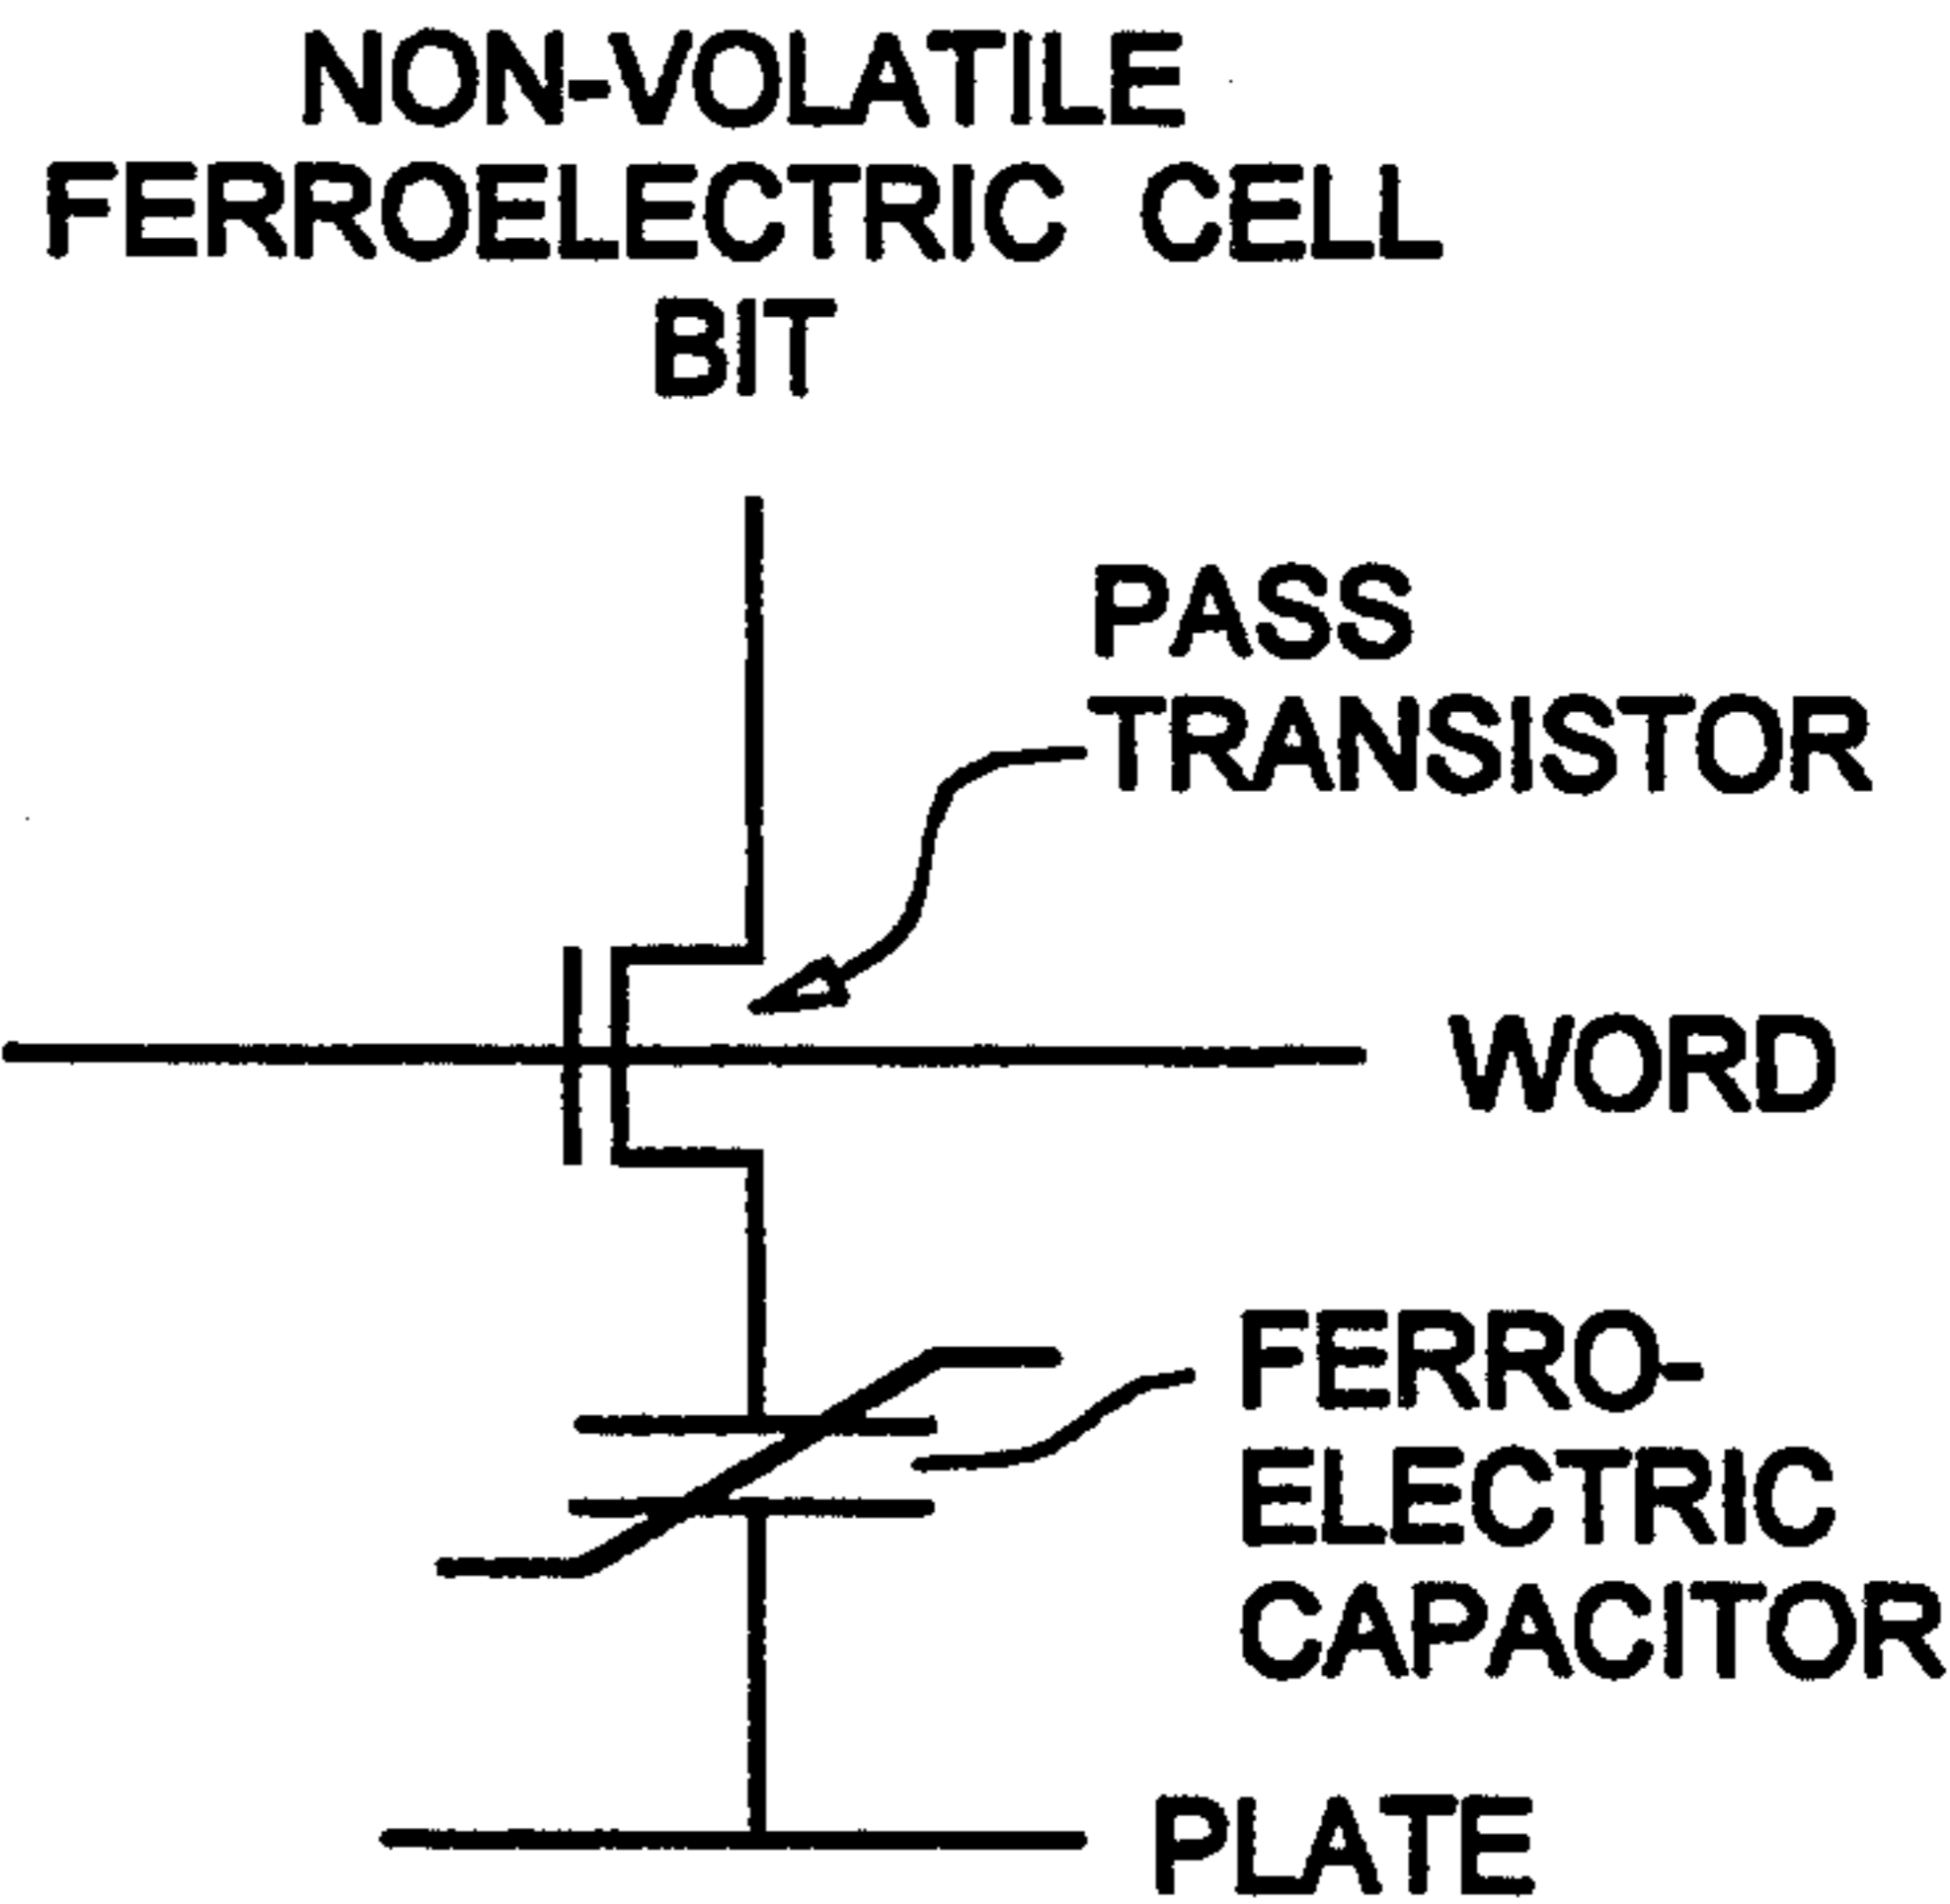 NON-VOLATILE
FERROELECTRIC CELL
BIT
PASS
TRANSISTOR
WORD
FERRO-
ELECTRIC
CAPACITOR
PLATE